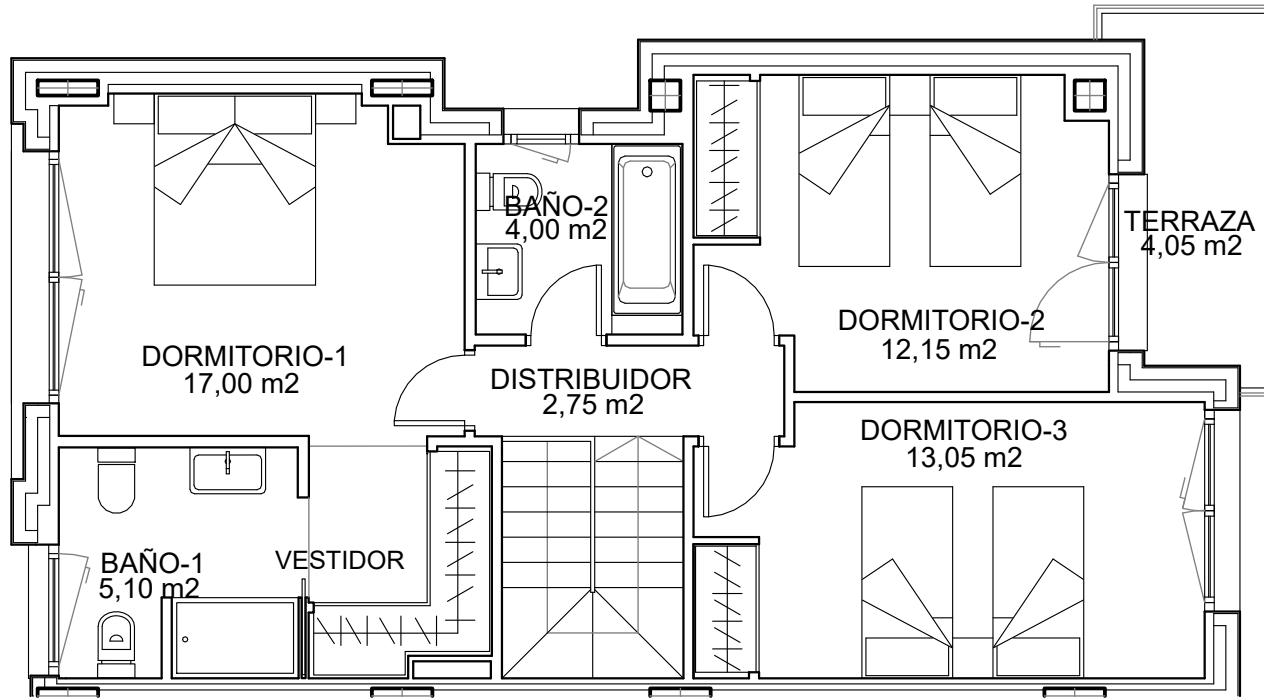 BAÑO-2
4,00 m2
TERRAZA
4,05 m2
DORMITORIO-2
12,15 m2
DORMITORIO-1
17,00 m2
DISTRIBUIDOR
2,75 m2
DORMITORIO-3
13,05 m2
BAÑO-1
5,10 m2
VESTIDOR